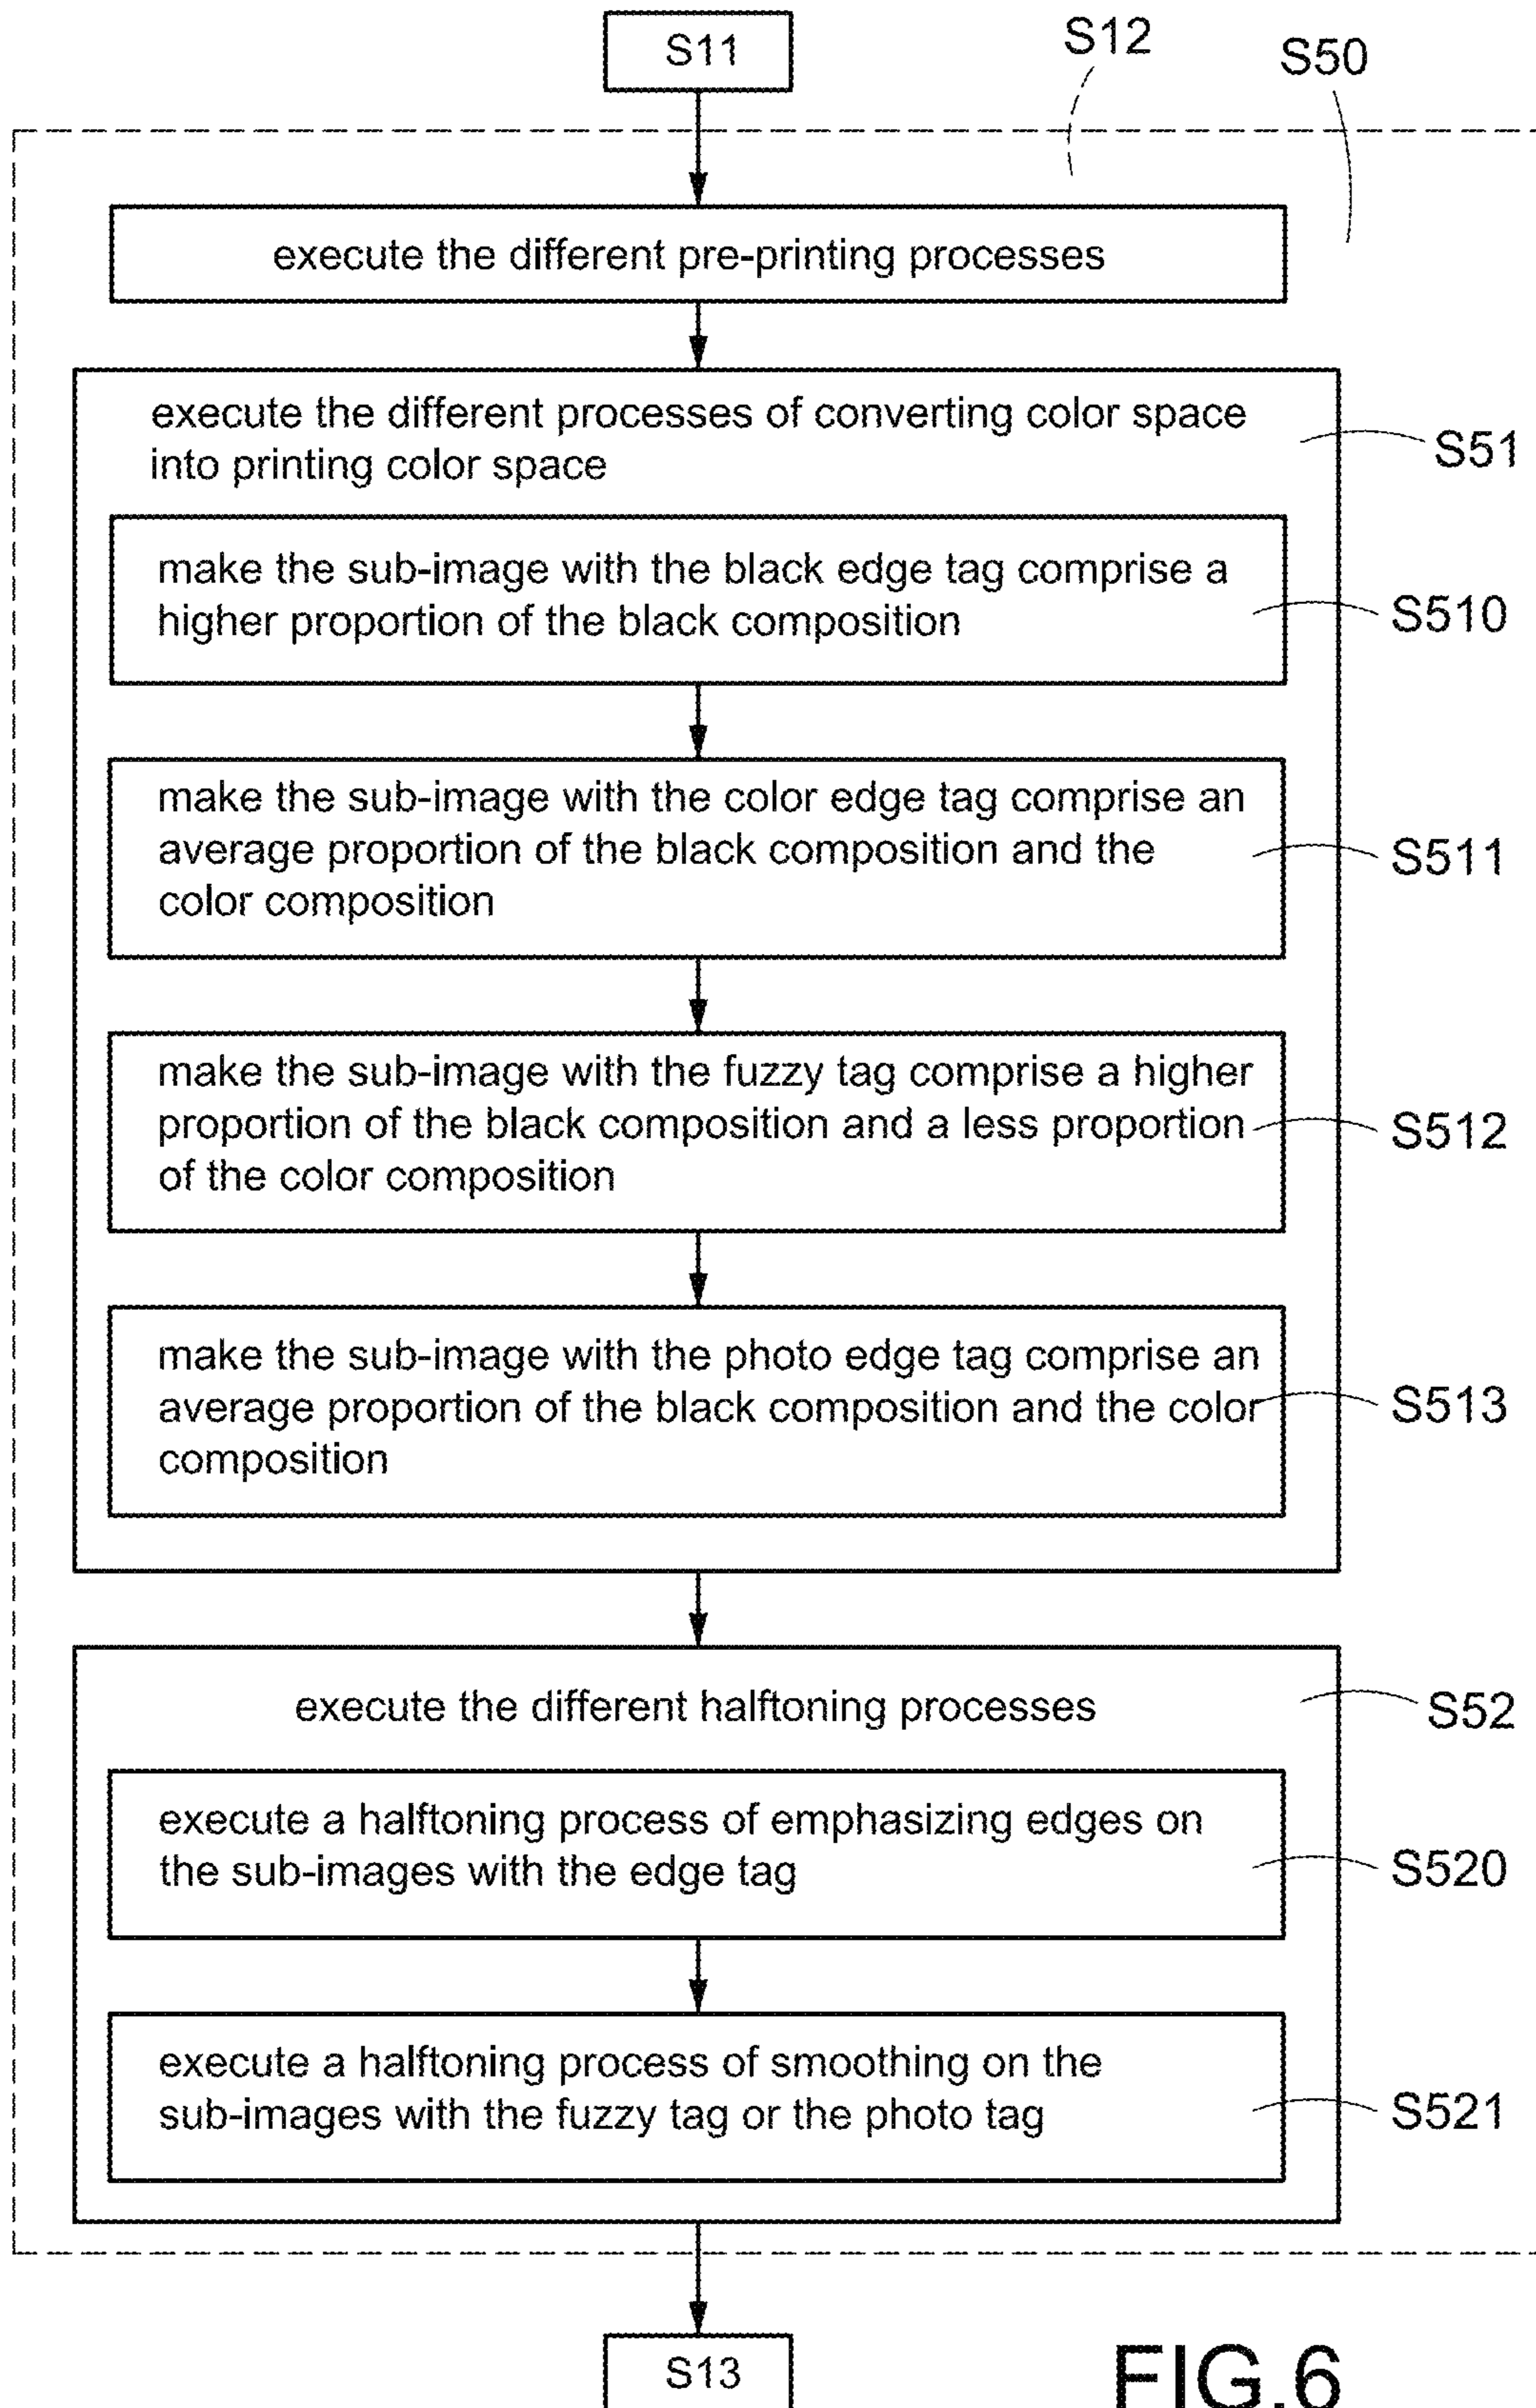 S11
S12
S50
execute the different pre-printing processes
execute the different processes of converting color space
into printing color space
S51
make the sub-image with the black edge tag comprise a
higher proportion of the black composition
S510
make the sub-image with the color edge tag comprise an
average proportion of the black composition and the
color composition
S511
make the sub-image with the fuzzy tag comprise a higher
proportion of the black composition and a less proportion
of the color composition
S512
make the sub-image with the photo edge tag comprise an
average proportion of the black composition and the color
composition
S513
execute the different halftoning processes
S52
execute a halftoning process of emphasizing edges on
the sub-images with the edge tag
S520
execute a halftoning process of smoothing on the
sub-images with the fuzzy tag or the photo tag
S521
S13
FIG.6